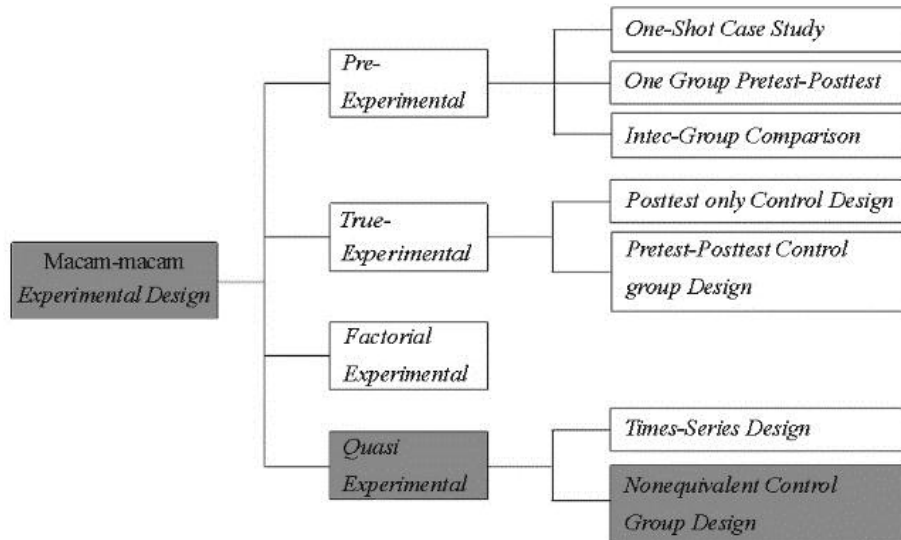 Macam-macam
Experimental Design
Pre-
Experimental
One-Shot Case Study
One Group Pretest-Posttest
Intec-Group Comparison
True-
Experimental
Posttest only Control Design
Pretest-Posttest Control
group Design
Factorial
Experimental
Quasi
Experimental
Times-Series Design
Nonequivalent Control
Group Design